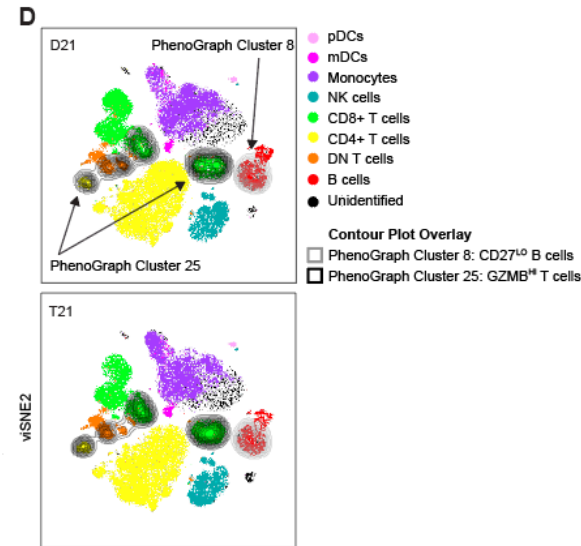 D
D21
PhenoGraph Cluster 8
PhenoGraph Cluster 25
pDCs
mDCs
Monocytes
NK cells
CD8+ T cells
CD4+ T cells
DN T cells
B cells
Unidentified
Contour Plot Overlay
PhenoGraph Cluster 8: CD27ᴸᴼ B cells
PhenoGraph Cluster 25: GZMBᴴᴵ T cells
T21
viSNE2